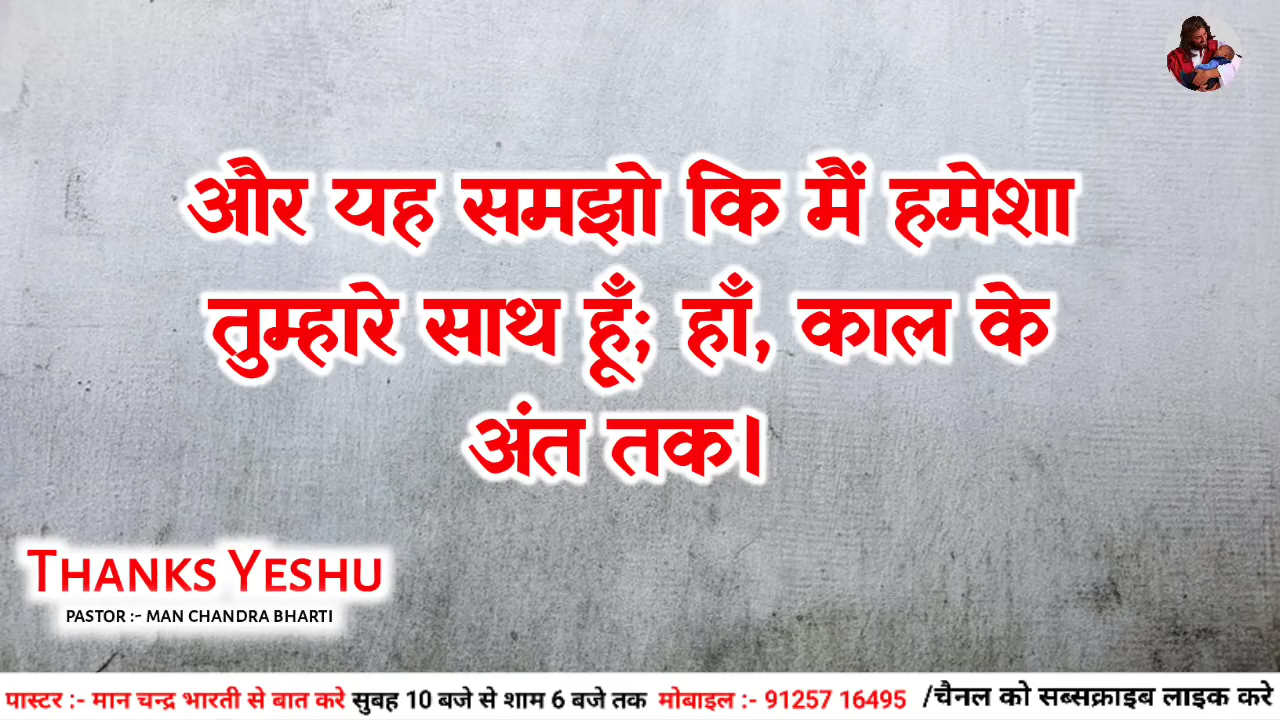 और यह समझो कि मैं हमेशा
तुम्हारे साथ हूँ; हाँ, काल के
अंत तक।
THANKS YESHU
PASTOR :- MAN CHANDRA BHARTI
पास्टर :- मान चन्द्र भारती से बात करे सुबह 10 बजे से शाम 6 बजे तक मोबाइल :- 91257 16495 /चैनल को सब्सक्राइब लाइक करे